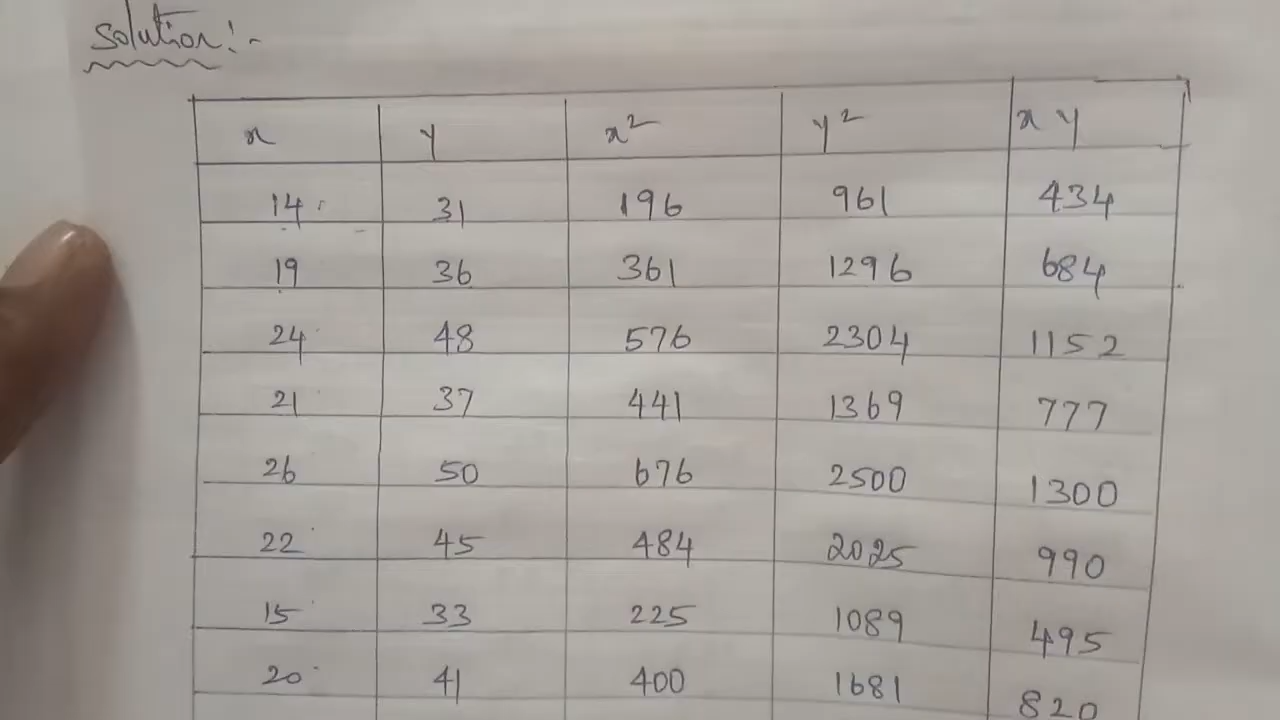 Solution:-
x y x² y² x y
14 31 196 961 434
19 36 361 1296 684
24 48 576 2304 1152
21 37 441 1369 777
26 50 676 2500 1300
22 45 484 2025 990
15 33 225 1089 495
20 41 400 1681 820